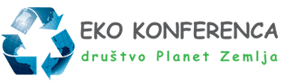 EKO KONFERENCA
društvo Planet Zemlja